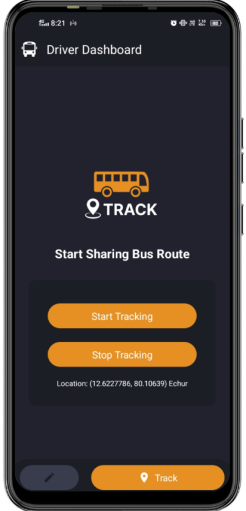 8:21
Driver Dashboard
TRACK
Start Sharing Bus Route
Start Tracking
Stop Tracking
Location: (12.6227786, 80.10639) Echur
Track